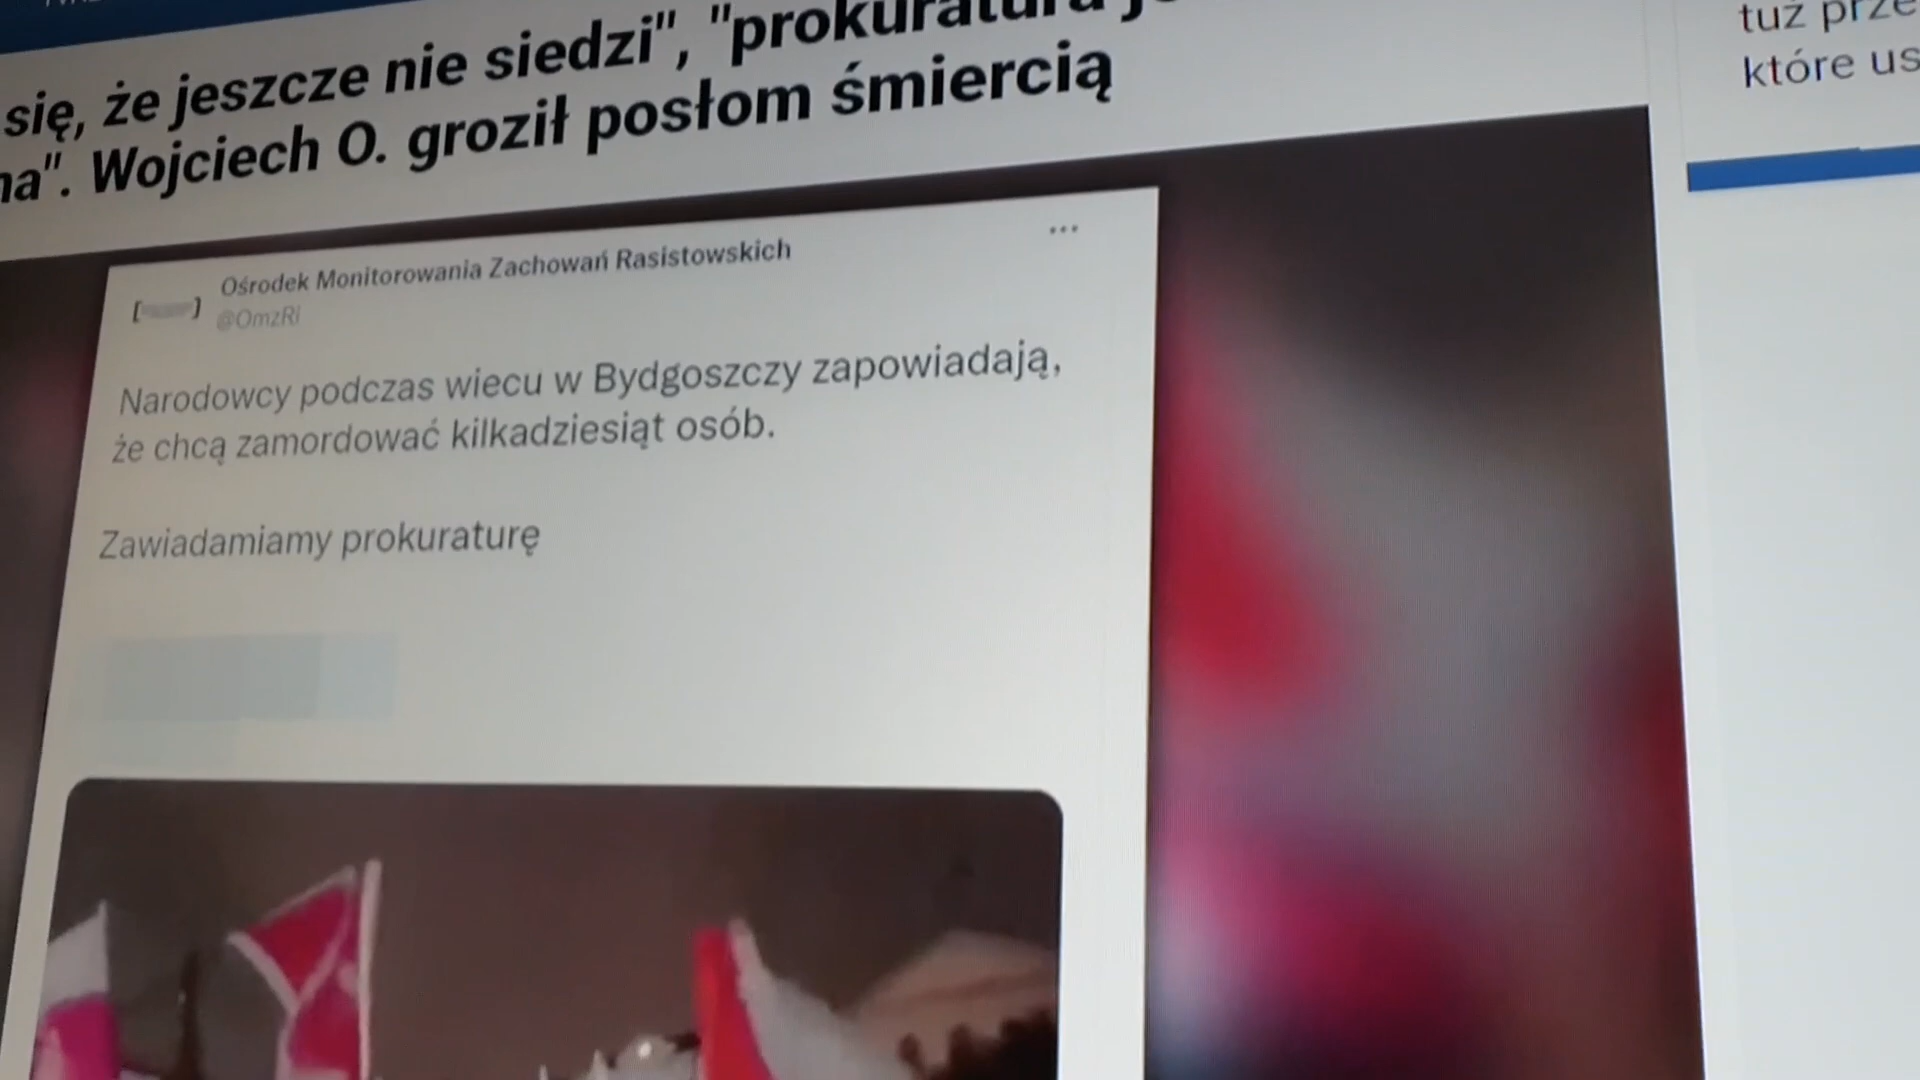 się, że jeszcze nie siedzi", "prokuratura
na". Wojciech O. groził posłom śmiercią
tuż prze
które us
Ośrodek Monitorowania Zachowań Rasistowskich
@OmzRi
Narodowcy podczas wiecu w Bydgoszczy zapowiadają,
że chcą zamordować kilkadziesiąt osób.
Zawiadamiamy prokuraturę